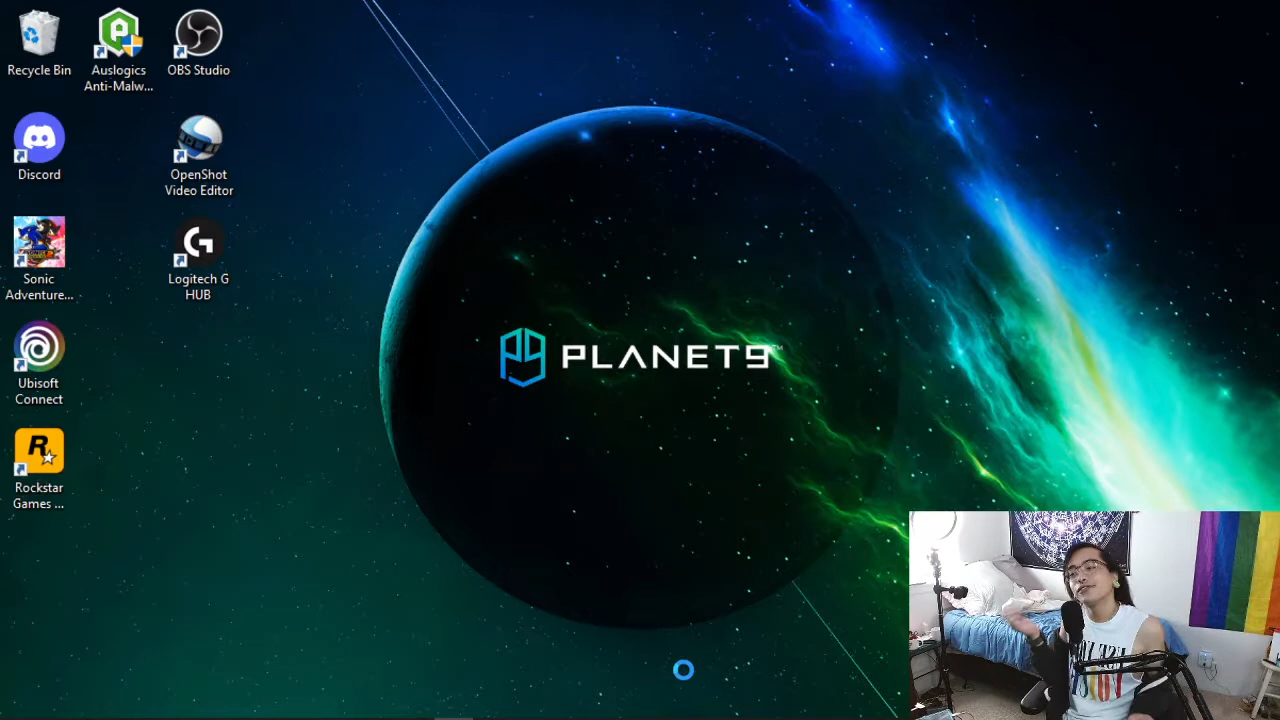 Recycle Bin
Auslogics
Anti-Malw...
OBS Studio
Discord
OpenShot
Video Editor
Sonic
Adventure...
Logitech G
HUB
Ubisoft
Connect
Rockstar
Games ...
PLANET9™